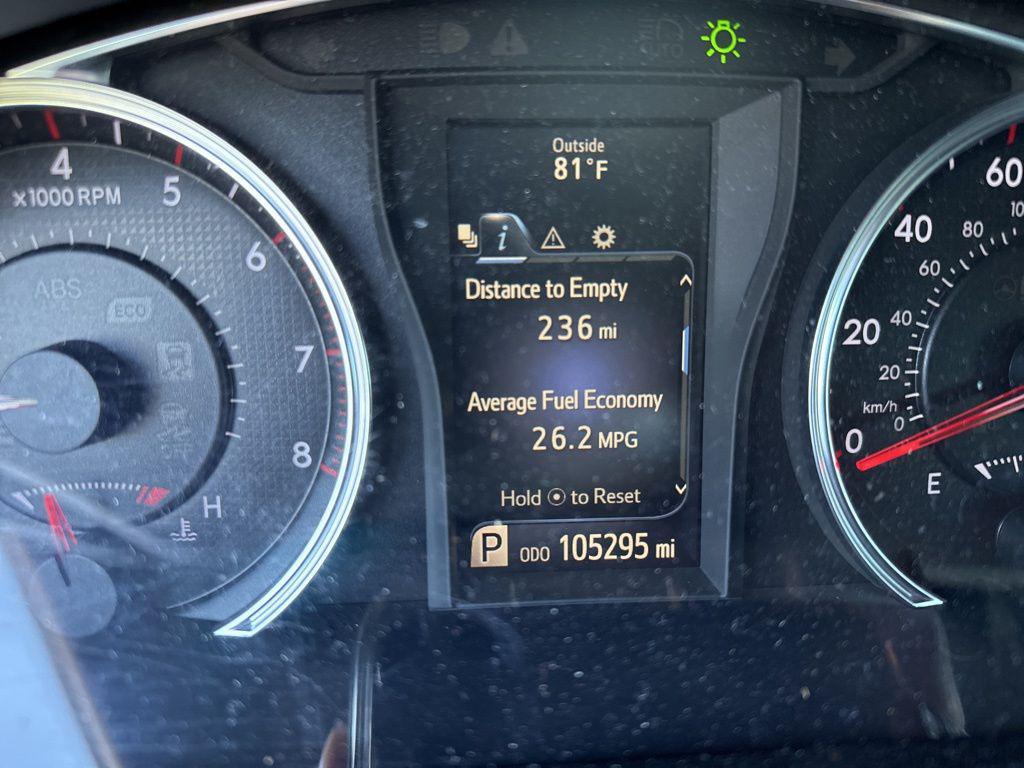 4
x1000 RPM
5
6
7
8
ABS
ECO
H
Outside
81°F
i
Distance to Empty
236 mi
Average Fuel Economy
26.2 MPG
Hold to Reset
P ODO 105295 mi
AUTO
60
40
20
0
80
60
40
20
km/h
0
E